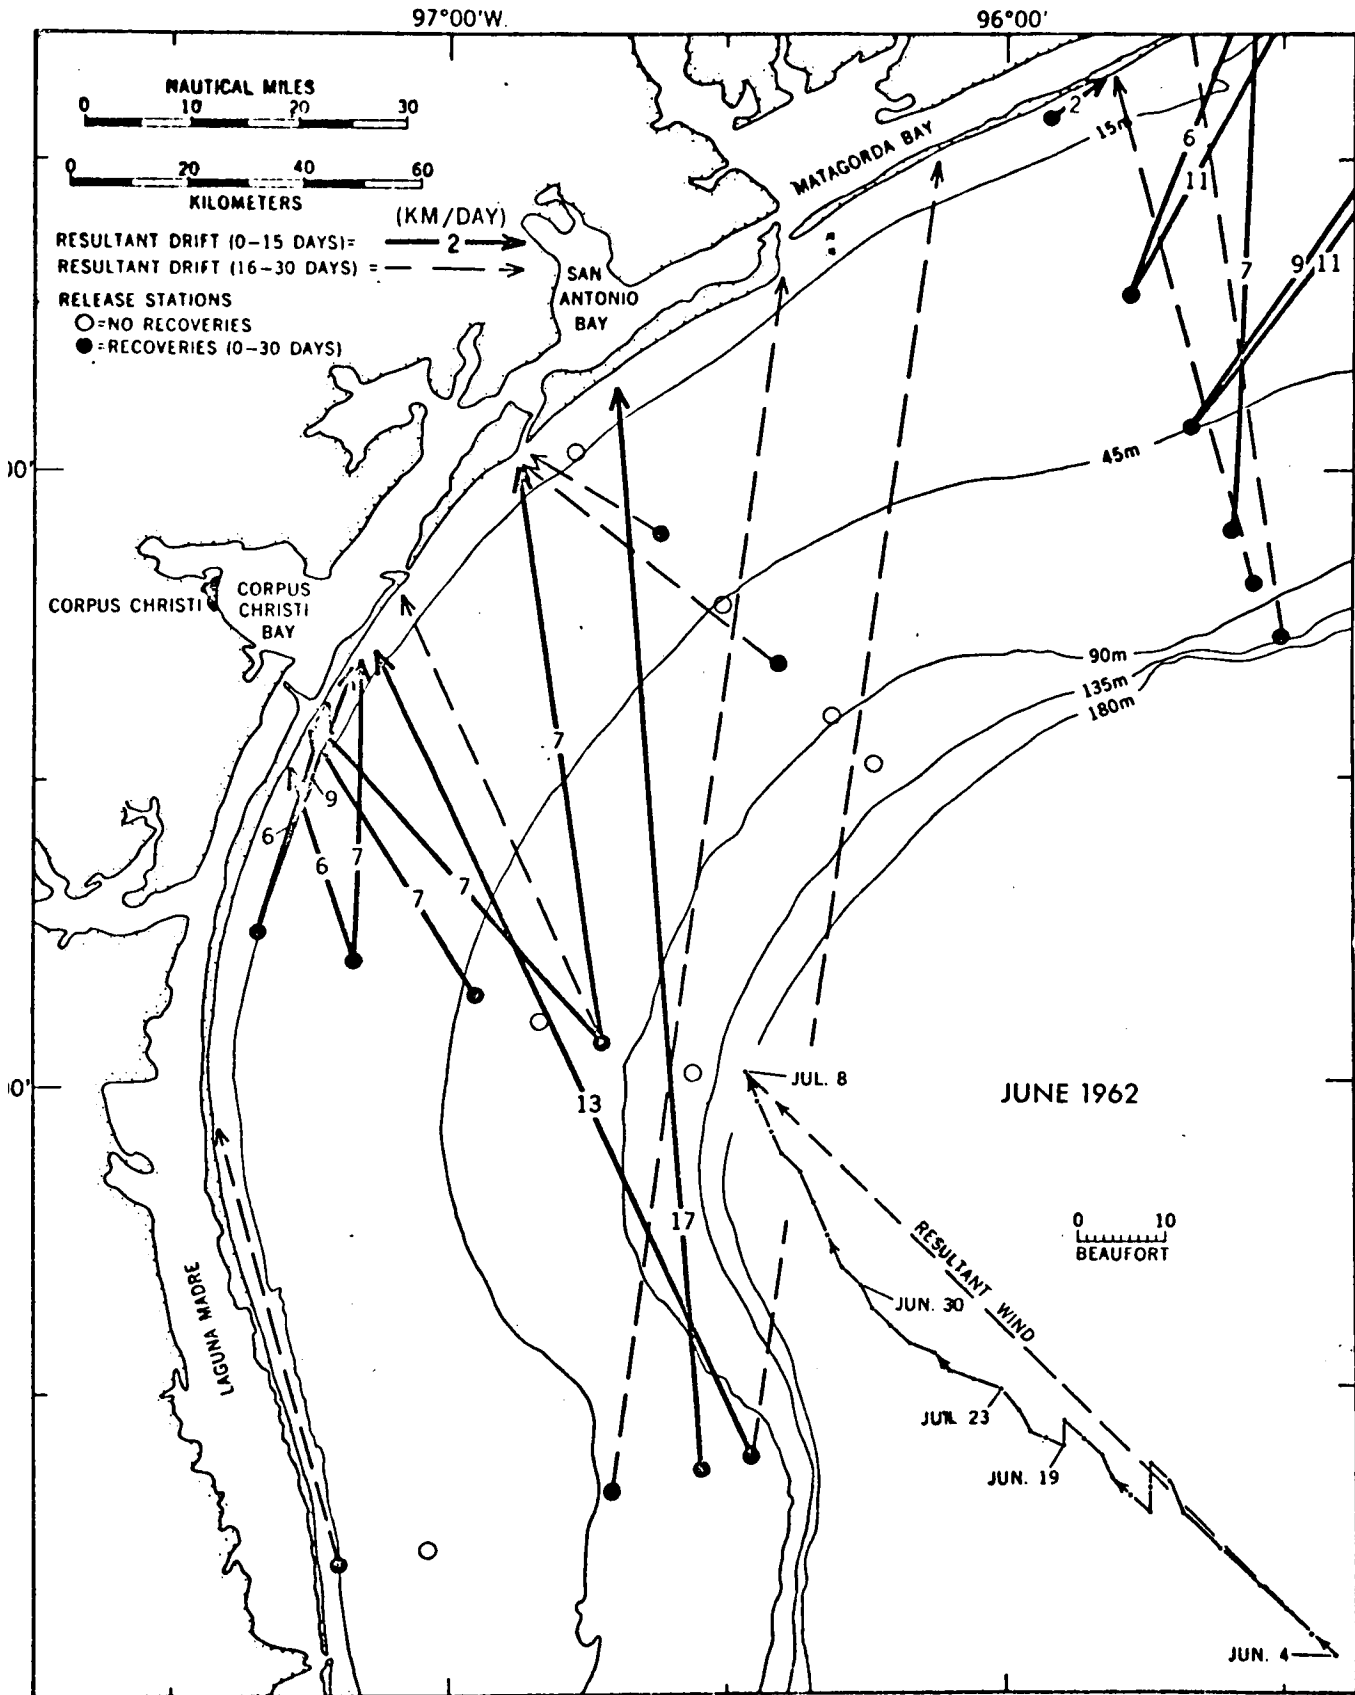 97°00'W.
96°00'
NAUTICAL MILES
0 10 20 30
0 20 40 60
KILOMETERS
(KM/DAY)
RESULTANT DRIFT (0-15 DAYS)= 2
RESULTANT DRIFT (16-30 DAYS) =
RELEASE STATIONS
=NO RECOVERIES
=RECOVERIES (0-30 DAYS)
SAN
ANTONIO
BAY
MATAGORDA BAY
2
15m
6
11
7
9 11
45m
00'
CORPUS CHRISTI
CORPUS
CHRISTI
BAY
90m
135m
180m
7
9
6
6
7
7
7
00'
JUL. 8
13
JUNE 1962
17
0 10
BEAUFORT
RESULTANT WIND
LAGUNA MADRE
JUN. 30
JUN. 23
JUN. 19
JUN. 4